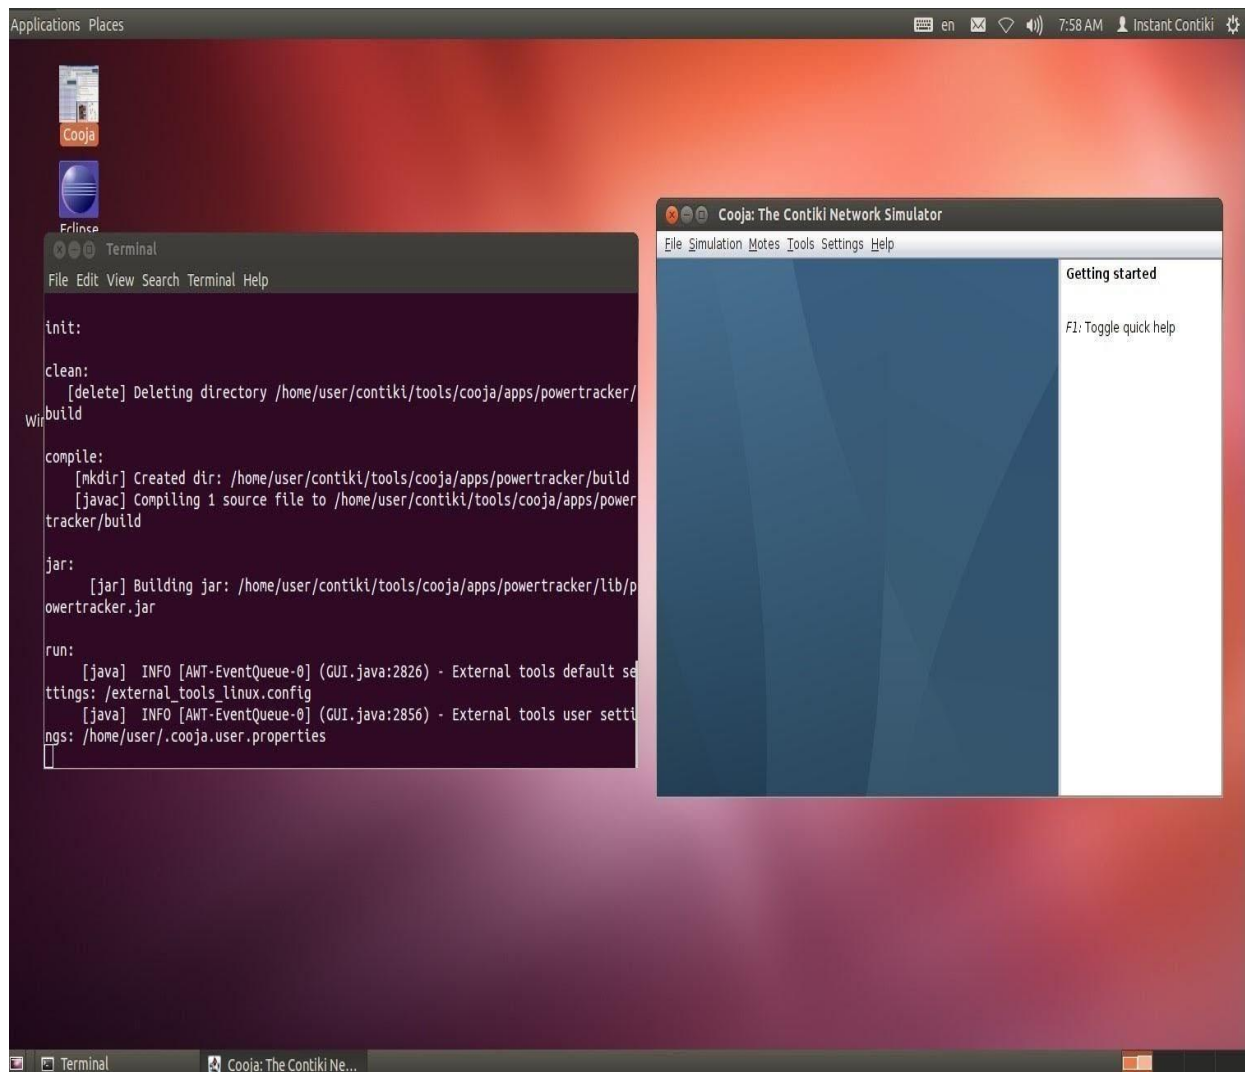 Applications Places
en
7:58 AM
Instant Contiki
Cooja
Eclipse
Terminal
File Edit View Search Terminal Help
init:
clean:
[delete] Deleting directory /home/user/contiki/tools/cooja/apps/powertracker/
build
compile:
[mkdir] Created dir: /home/user/contiki/tools/cooja/apps/powertracker/build
[javac] Compiling 1 source file to /home/user/contiki/tools/cooja/apps/power
tracker/build
jar:
[jar] Building jar: /home/user/contiki/tools/cooja/apps/powertracker/lib/p
owertracker.jar
run:
[java] INFO [AWT-EventQueue-0] (GUI.java:2826) - External tools default se
ttings: /external_tools_linux.config
[java] INFO [AWT-EventQueue-0] (GUI.java:2856) - External tools user setti
ngs: /home/user/.cooja.user.properties
Wir
Cooja: The Contiki Network Simulator
File Simulation Motes Tools Settings Help
Getting started
F1: Toggle quick help
Terminal
Cooja: The Contiki Ne...